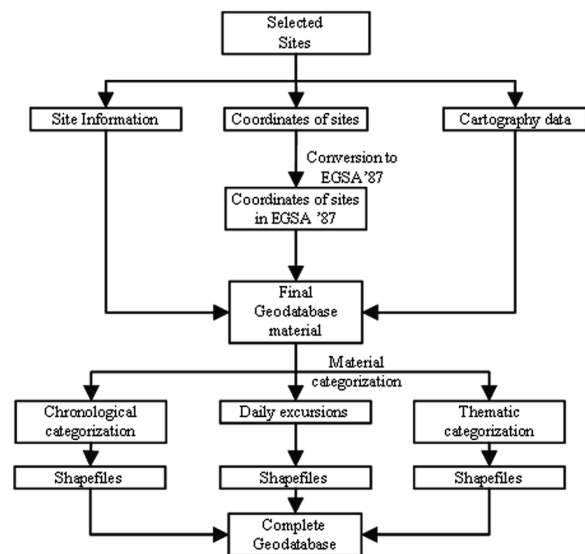 Selected
Sites
Site Information
Coordinates of sites
Cartography data
Conversion to
EGSA '87
Coordinates of sites
in EGSA '87
Final
Geodatabase
material
Material
categorization
Chronological
categorization
Daily excursions
Thematic
categorization
Shapefiles
Shapefiles
Shapefiles
Complete
Geodatabase